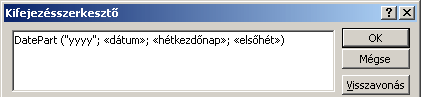 Kifejezésszerkesztő
DatePart ("yyyy"; «dátum»; «hétkezdőnap»; «elsőhét»)
OK
Mégse
Visszavonás